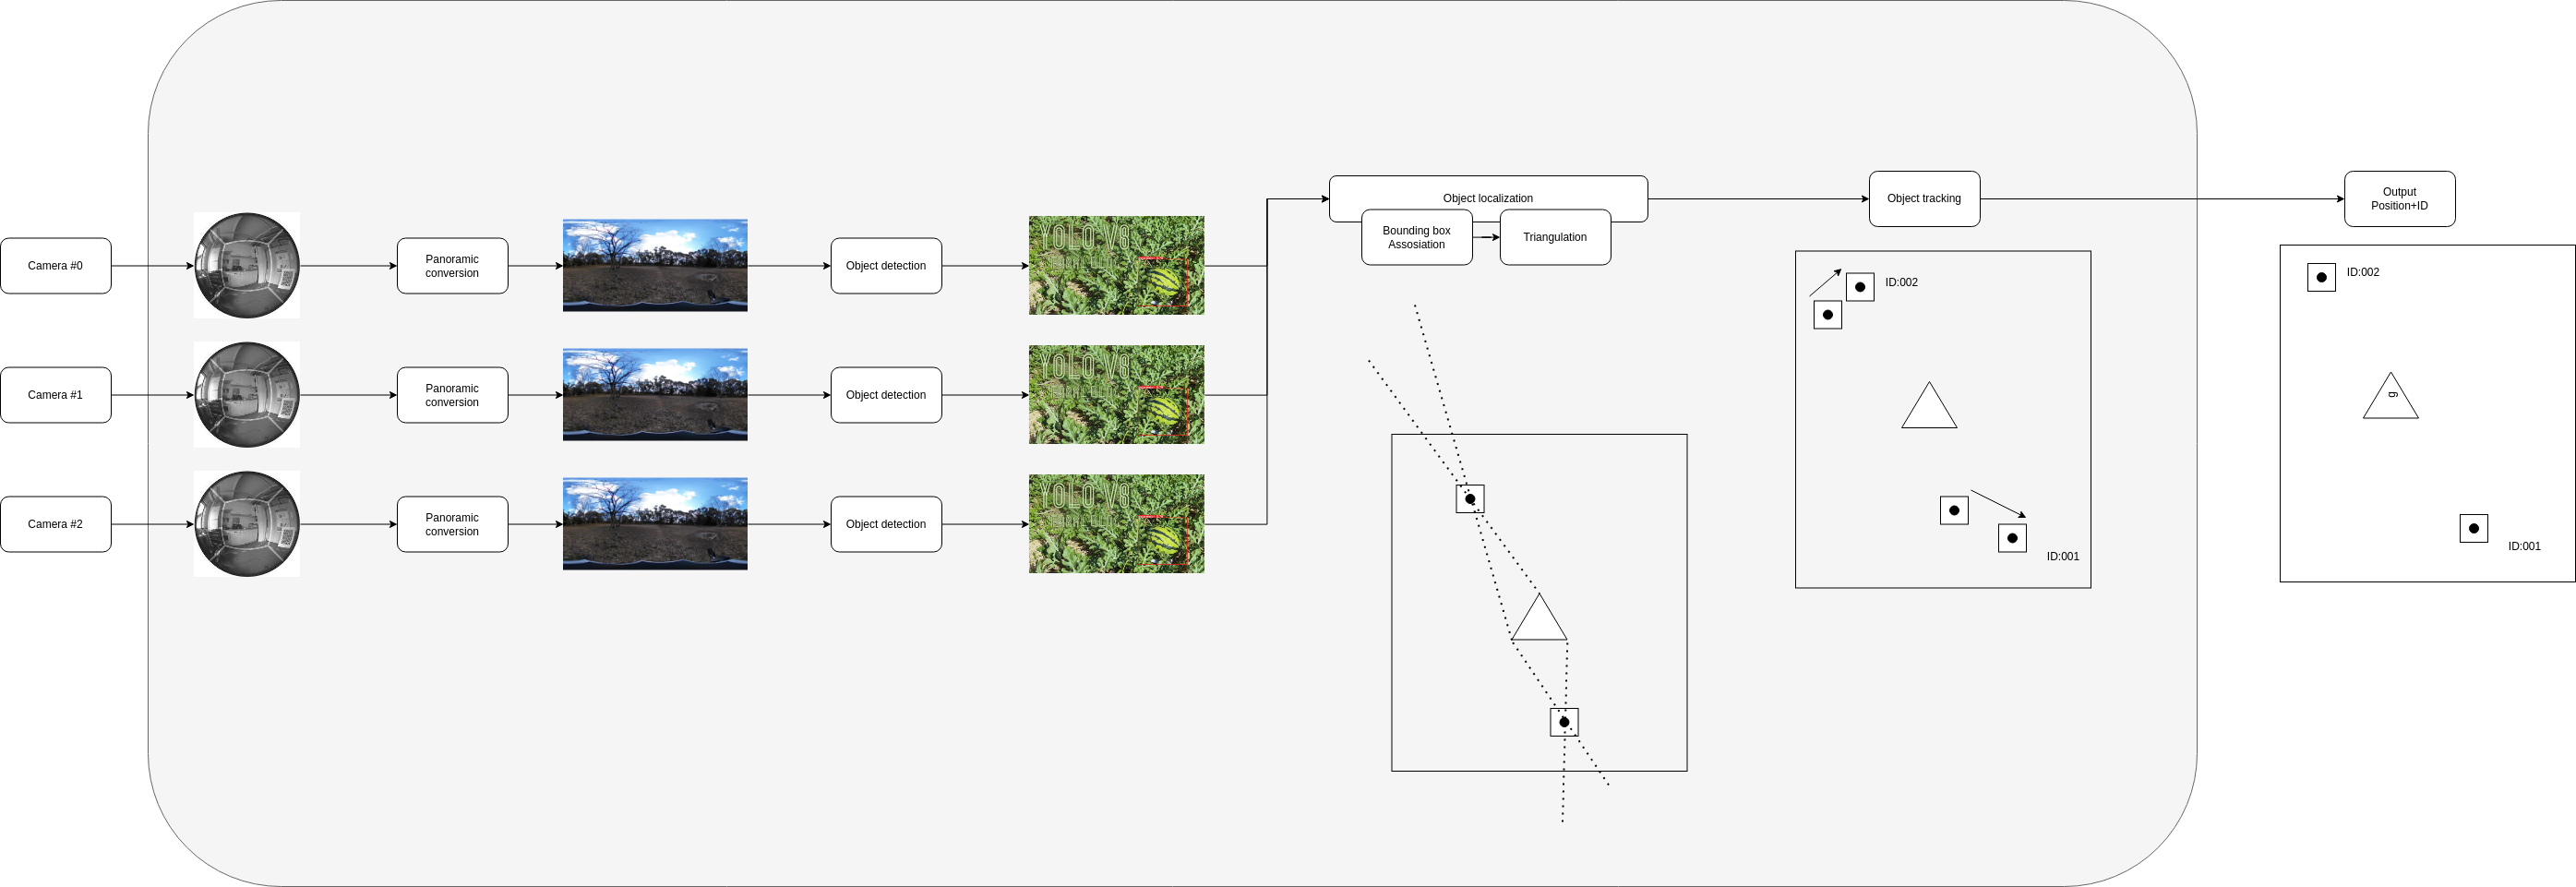 Camera #0
Panoramic
conversion
Object detection
YOLO V8
Camera #1
Panoramic
conversion
Object detection
YOLO V8
Camera #2
Panoramic
conversion
Object detection
YOLO V8
Object localization
Bounding box
Assosiation
Triangulation
Object tracking
ID:002
ID:001
Output
Position+ID
ID:002
g
ID:001